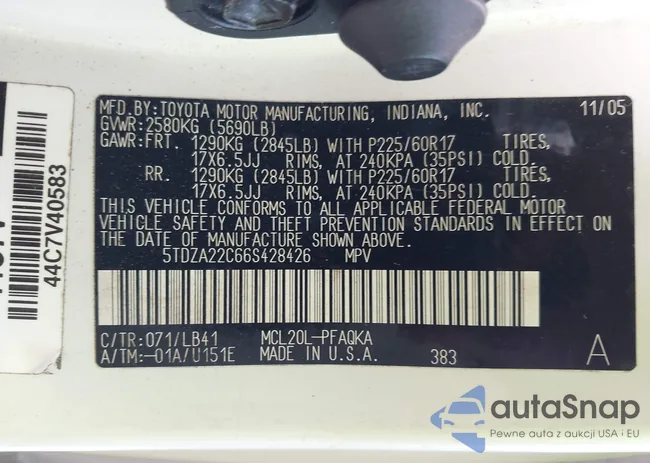 MFD.BY:TOYOTA MOTOR MANUFACTURING, INDIANA, INC. 11/05
GVWR:2580KG (5690LB)
GAWR:FRT. 1290KG (2845LB) WITH P225/60R17 TIRES,
17X6.5JJ RIMS, AT 240KPA (35PSI) COLD.
RR. 1290KG (2845LB) WITH P225/60R17 TIRES,
17X6.5JJ RIMS, AT 240KPA (35PSI) COLD.
THIS VEHICLE CONFORMS TO ALL APPLICABLE FEDERAL MOTOR
VEHICLE SAFETY AND THEFT PREVENTION STANDARDS IN EFFECT ON
THE DATE OF MANUFACTURE SHOWN ABOVE.
5TDZA22C66S428426 MPV
C/TR:071/LB41 MCL20L-PFAQKA
A/TM:-01A/U151E MADE IN U.S.A. 383 A
44C7V40583
autaSnap
Pewne auta z aukcji USA i EU